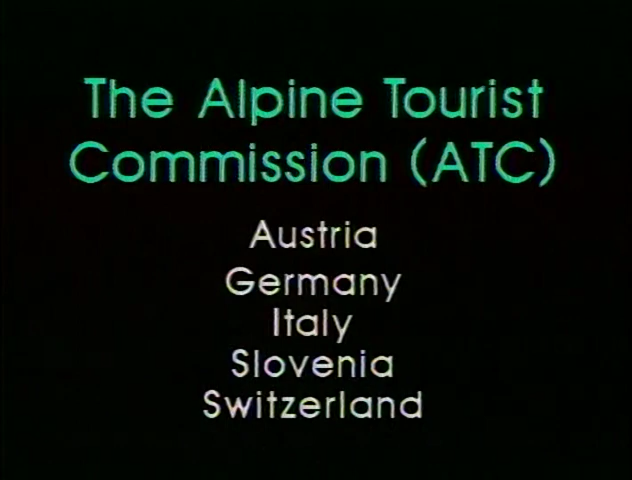 The Alpine Tourist
Commission (ATC)
Austria
Germany
Italy
Slovenia
Switzerland